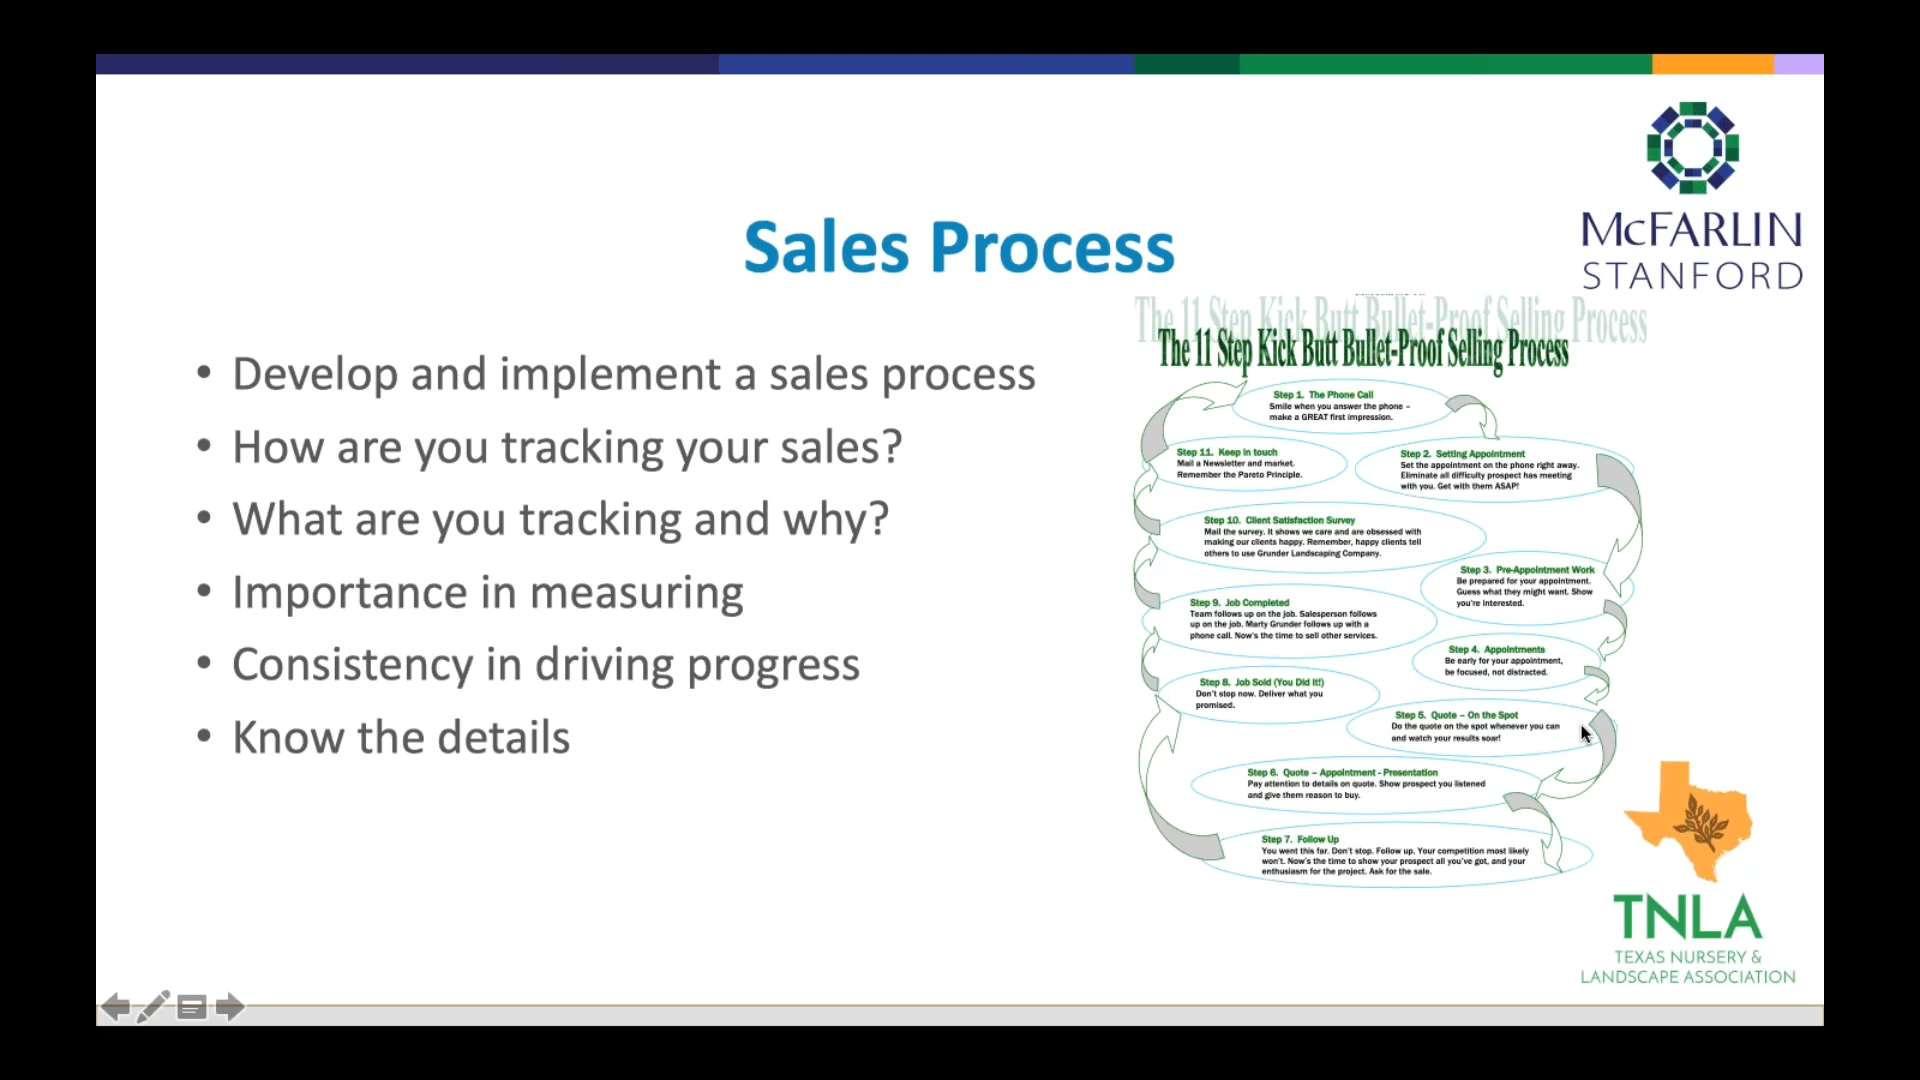 McFARLIN
STANFORD
Sales Process
• Develop and implement a sales process
• How are you tracking your sales?
• What are you tracking and why?
• Importance in measuring
• Consistency in driving progress
• Know the details
The 11 Step Kick Butt Bullet-Proof Selling Process
Step 1. The Phone Call
Smile when you answer the phone –
make a GREAT first impression.
Step 2. Setting Appointment
Set the appointment on the phone right away.
Eliminate all difficulty prospect has meeting
with you. Get with them ASAP!
Step 3. Pre-Appointment Work
Be prepared for your appointment.
Guess what they might want. Show
you're interested.
Step 4. Appointments
Be early for your appointment,
be focused, not distracted.
Step 5. Quote – On the Spot
Do the quote on the spot whenever you can
and watch your results soar!
Step 6. Quote – Appointment - Presentation
Pay attention to details on quote. Show prospect you listened
and give them reason to buy.
Step 7. Follow Up
You went this far. Don't stop. Follow up. Your competition most likely
won't. Now's the time to show your prospect all you've got, and your
enthusiasm for the project. Ask for the sale.
Step 8. Job Sold (You Did It!)
Don't stop now. Deliver what you
promised.
Step 9. Job Completed
Team follows up on the job. Salesperson follows
up on the job. Marty Grunder follows up with a
phone call. Now's the time to sell other services.
Step 10. Client Satisfaction Survey
Mail the survey. It shows we care and are obsessed with
making our clients happy. Remember, happy clients tell
others to use Grunder Landscaping Company.
Step 11. Keep in touch
Mail a Newsletter and market.
Remember the Pareto Principle.
TNLA
TEXAS NURSERY &
LANDSCAPE ASSOCIATION